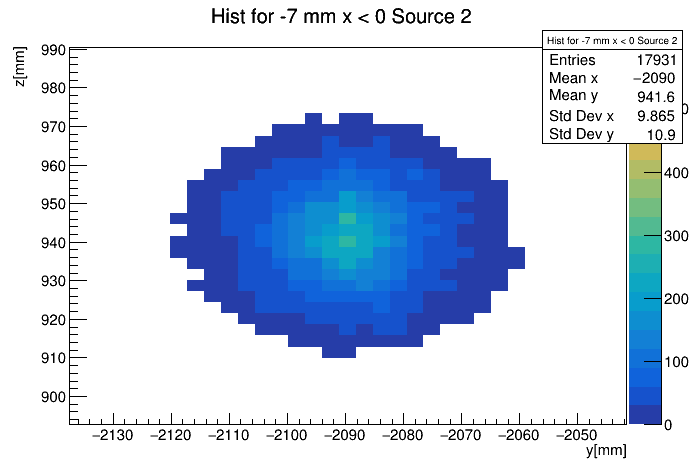 Hist for -7 mm x < 0 Source 2
z[mm]
990
980
970
960
950
940
930
920
910
900
Hist for -7 mm x < 0 Source 2
Entries 17931
Mean x −2090
Mean y 941.6
Std Dev x 9.865
Std Dev y 10.9
0
400
300
200
100
0
−2130 −2120 −2110 −2100 −2090 −2080 −2070 −2060 −2050
y[mm]